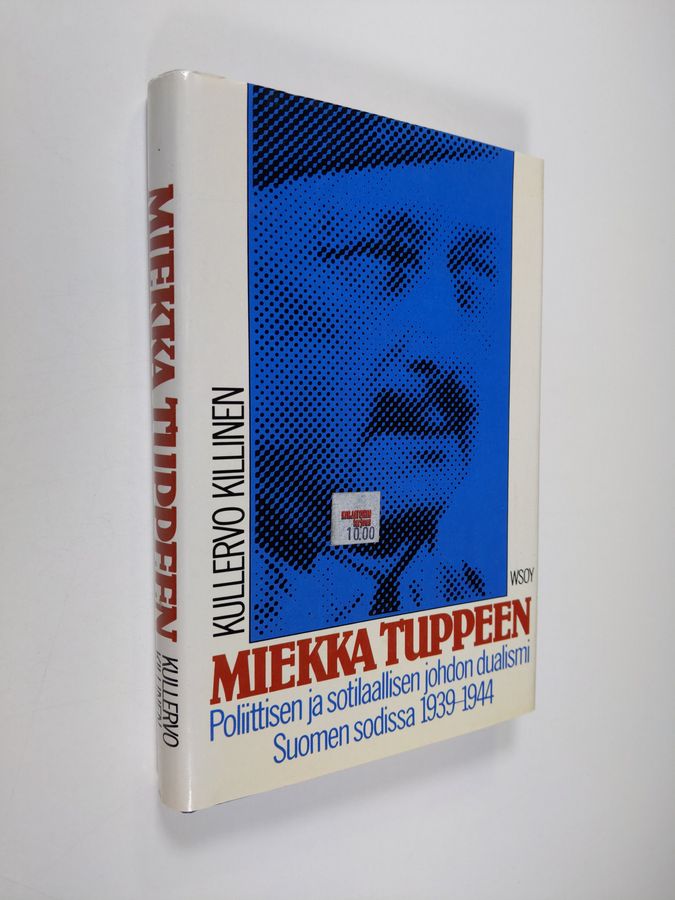 MIEKKA TUPPEEN
KULLERVO
KILLINEN
KULLERVO KILLINEN
10.00
WSOY
MIEKKA TUPPEEN
Poliittisen ja sotilaallisen johdon dualismi
Suomen sodissa 1939-1944